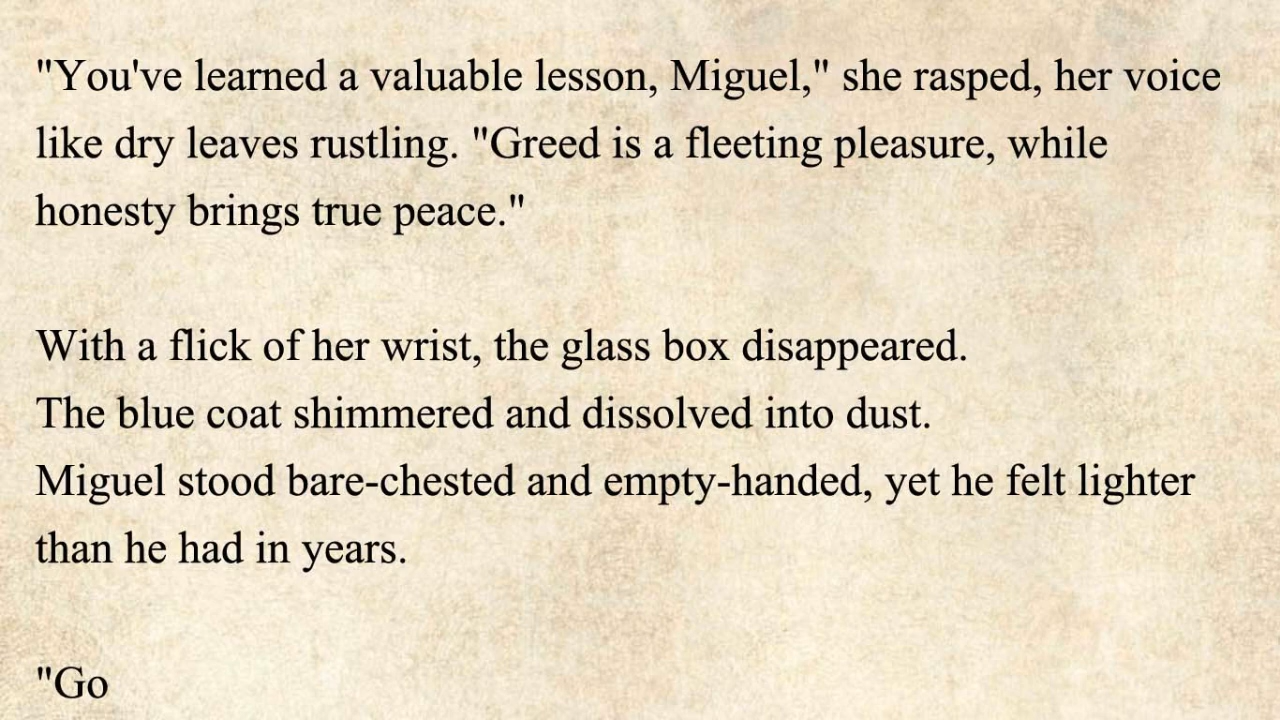 "You've learned a valuable lesson, Miguel," she rasped, her voice
like dry leaves rustling. "Greed is a fleeting pleasure, while
honesty brings true peace."
With a flick of her wrist, the glass box disappeared.
The blue coat shimmered and dissolved into dust.
Miguel stood bare-chested and empty-handed, yet he felt lighter
than he had in years.
"Go